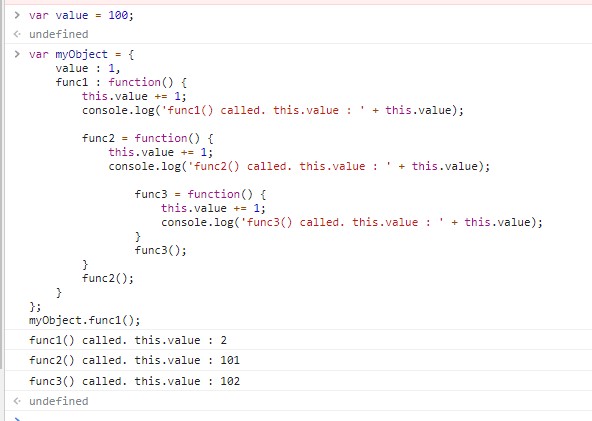 > var value = 100;
< undefined
> var myObject = {
value : 1,
func1 : function() {
this.value += 1;
console.log('func1() called. this.value : ' + this.value);
func2 = function() {
this.value += 1;
console.log('func2() called. this.value : ' + this.value);
func3 = function() {
this.value += 1;
console.log('func3() called. this.value : ' + this.value);
}
func3();
}
func2();
}
};
myObject.func1();
func1() called. this.value : 2
func2() called. this.value : 101
func3() called. this.value : 102
< undefined
>